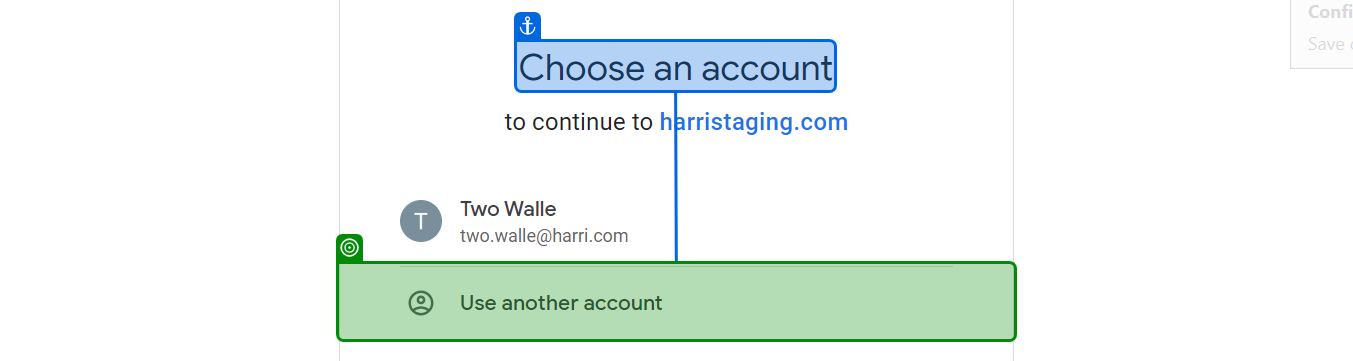 Confi
Save
Choose an account
to continue to harristaging.com
T
Two Walle
two.walle@harri.com
Use another account